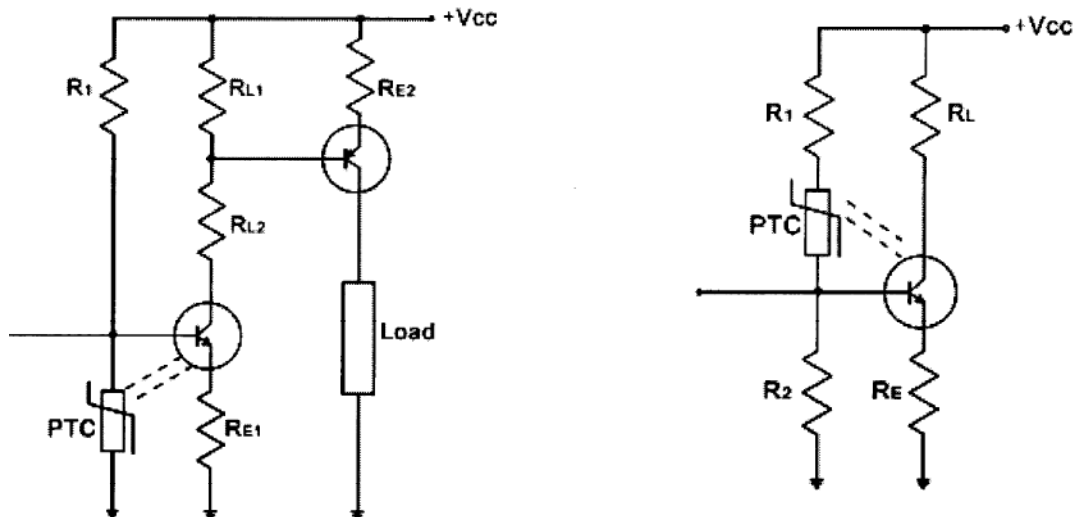 +Vcc
R1
RL1
RE2
RL2
Load
PTC
RE1
+Vcc
R1
RL
PTC
R2
RE